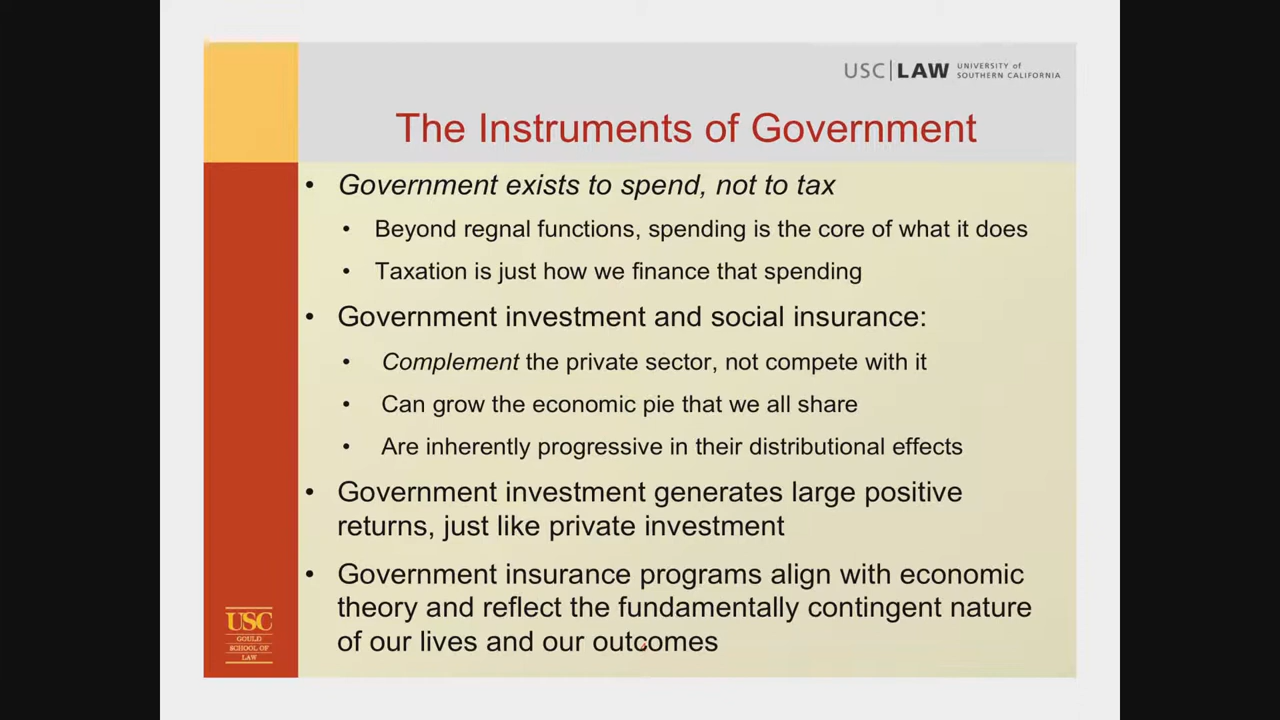 USC LAW UNIVERSITY of
SOUTHERN CALIFORNIA
The Instruments of Government
• Government exists to spend, not to tax
• Beyond regnal functions, spending is the core of what it does
• Taxation is just how we finance that spending
• Government investment and social insurance:
• Complement the private sector, not compete with it
• Can grow the economic pie that we all share
• Are inherently progressive in their distributional effects
• Government investment generates large positive
returns, just like private investment
• Government insurance programs align with economic
theory and reflect the fundamentally contingent nature
of our lives and our outcomes
USC
GOULD
SCHOOL OF
LAW